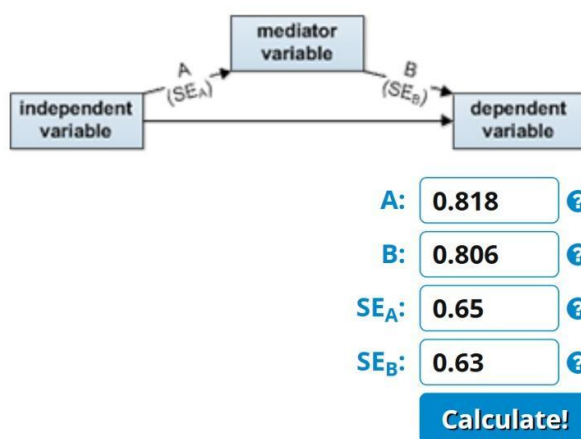 mediator
variable
A
(SEA)
B
(SEB)
independent
variable
dependent
variable
A: 0.818 ?
B: 0.806 ?
SEA: 0.65 ?
SEB: 0.63 ?
Calculate!